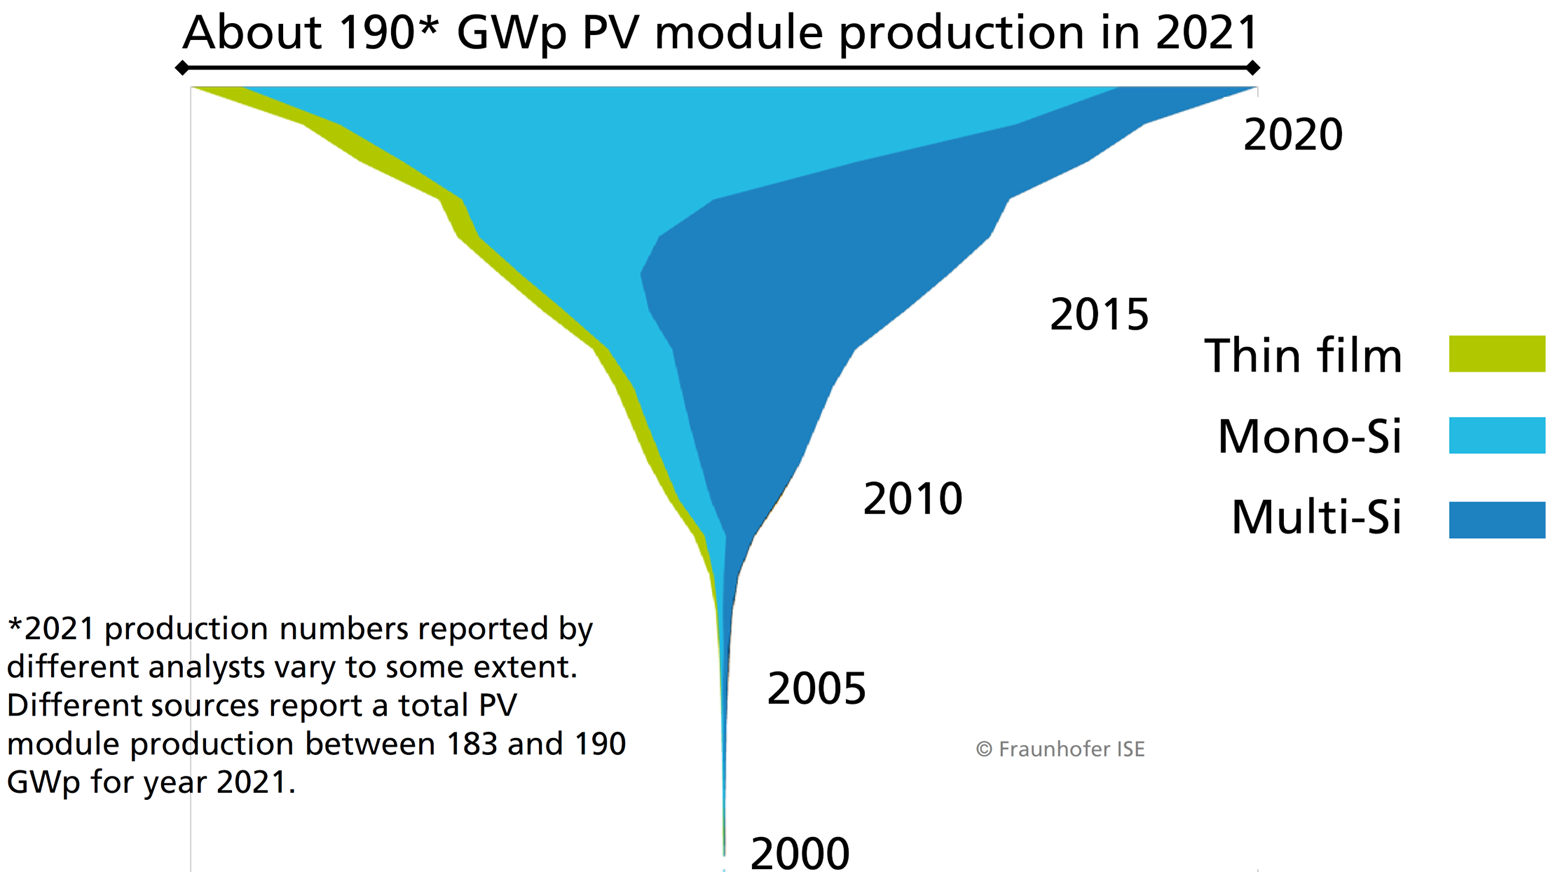 About 190* GWp PV module production in 2021
2020
2015
Thin film
Mono-Si
2010
Multi-Si
*2021 production numbers reported by
different analysts vary to some extent.
Different sources report a total PV
module production between 183 and 190
GWp for year 2021.
2005
© Fraunhofer ISE
2000